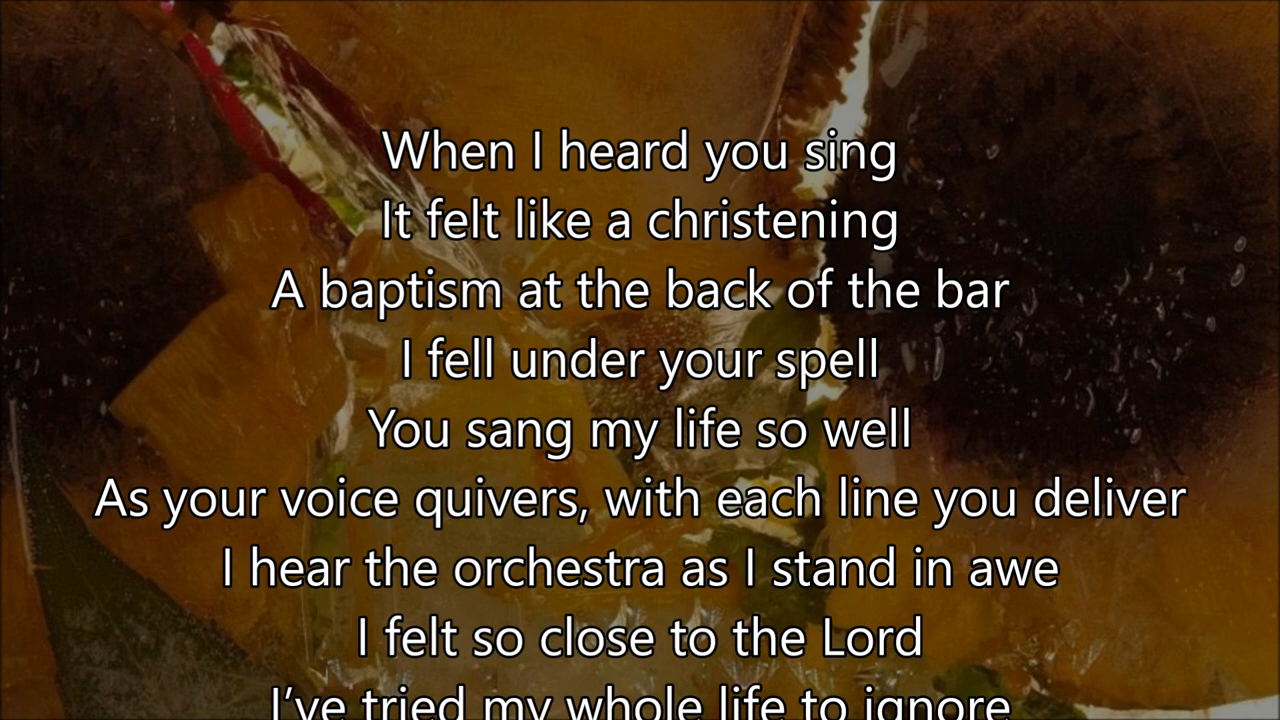 When I heard you sing
It felt like a christening
A baptism at the back of the bar
I fell under your spell
You sang my life so well
As your voice quivers, with each line you deliver
I hear the orchestra as I stand in awe
I felt so close to the Lord
I’ve tried my whole life to ignore